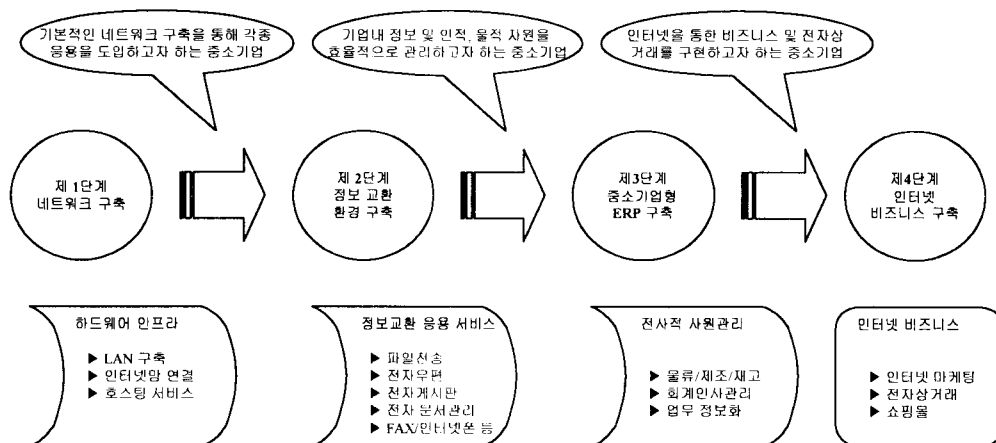 기본적인 네트워크 구축을 통해 각종
응용을 도입하고자 하는 중소기업
기업내 정보 및 인적, 물적 자원을
효율적으로 관리하고자 하는 중소기업
인터넷을 통한 비즈니스 및 전자상
거래를 구현하고자 하는 중소기업
제 1단계
네트워크 구축
제 2단계
정보 교환
환경 구축
제3단계
중소기업형
ERP 구축
제4단계
인터넷
비즈니스 구축
하드웨어 인프라
▶ LAN 구축
▶ 인터넷망 연결
▶ 호스팅 서비스
정보교환 응용 서비스
▶ 파일전송
▶ 전자우편
▶ 전자게시판
▶ 전자 문서관리
▶ FAX/인터넷폰 등
전사적 자원관리
▶ 물류/제조/재고
▶ 회계인사관리
▶ 업무 정보화
인터넷 비즈니스
▶ 인터넷 마케팅
▶ 전자상거래
▶ 쇼핑몰